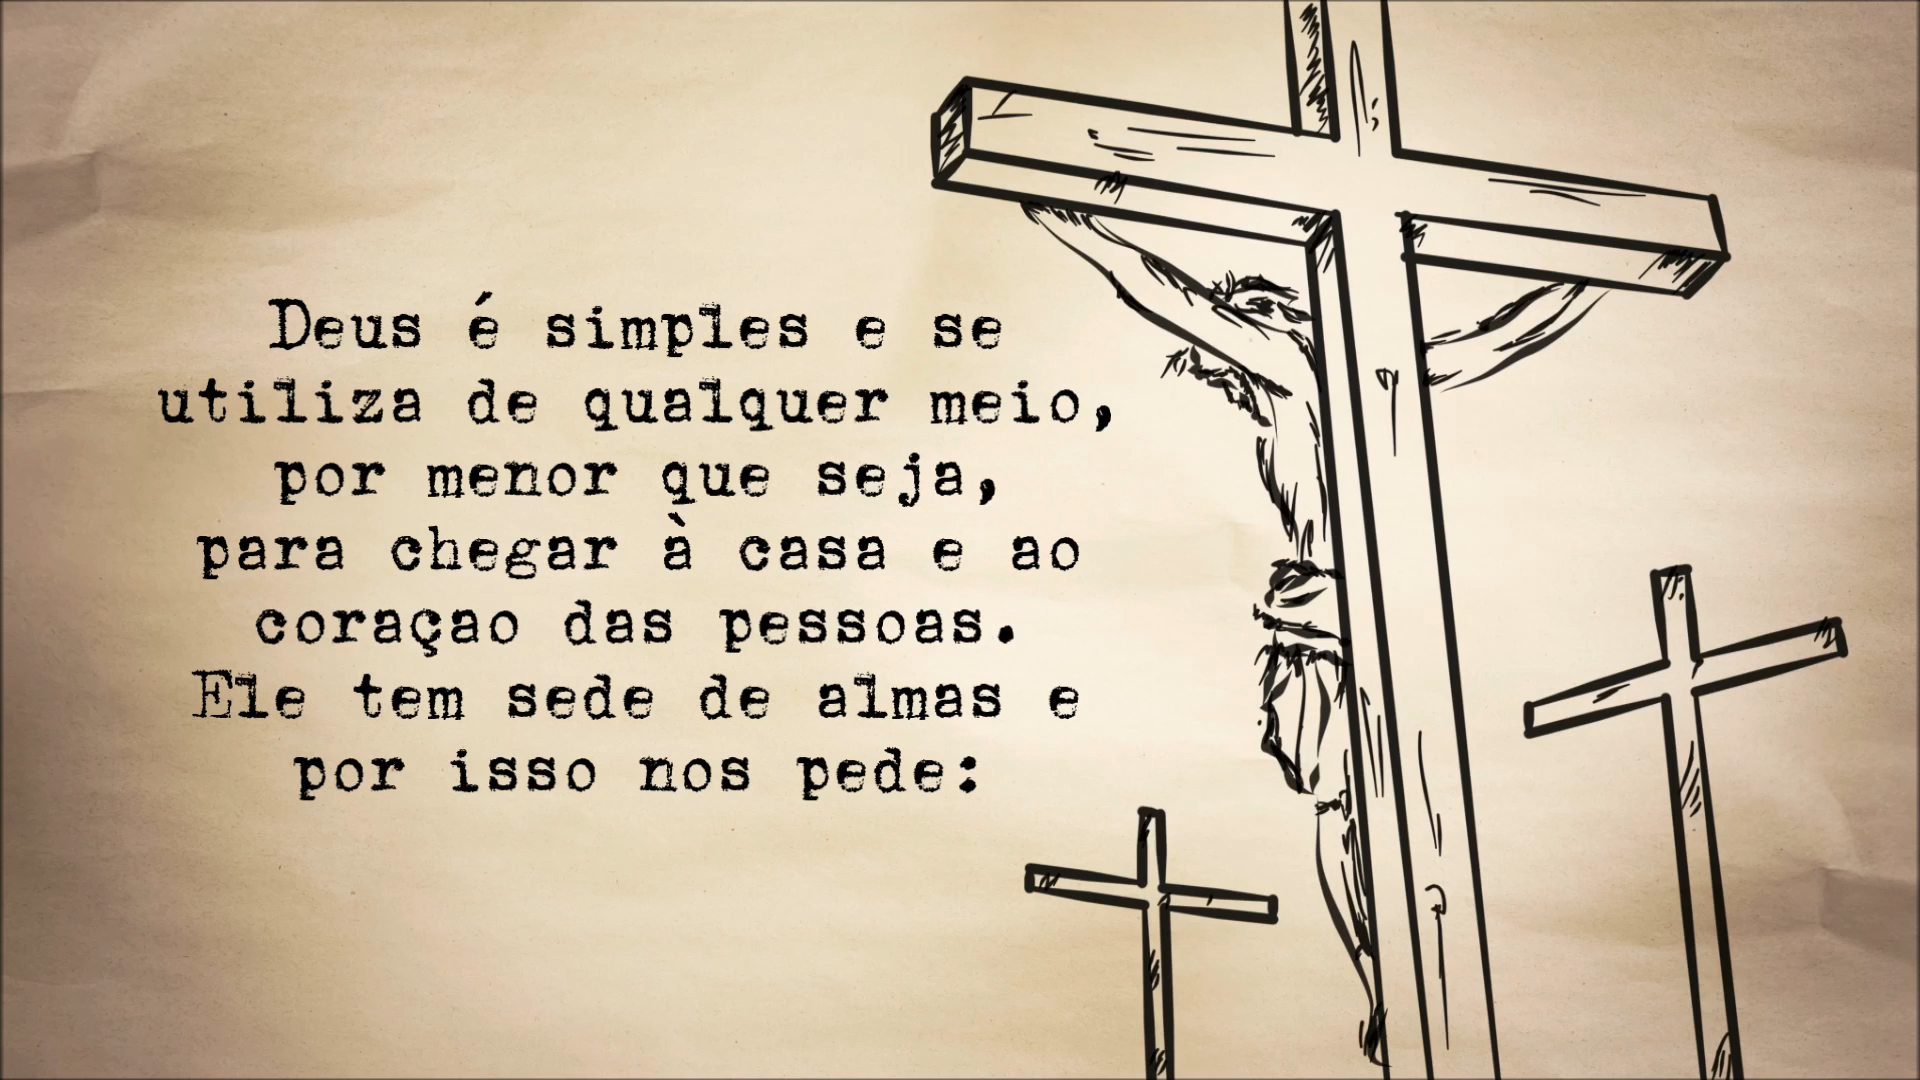 Deus é simples e se
utiliza de qualquer meio,
por menor que seja,
para chegar à casa e ao
coraçao das pessoas.
Ele tem sede de almas e
por isso nos pede: